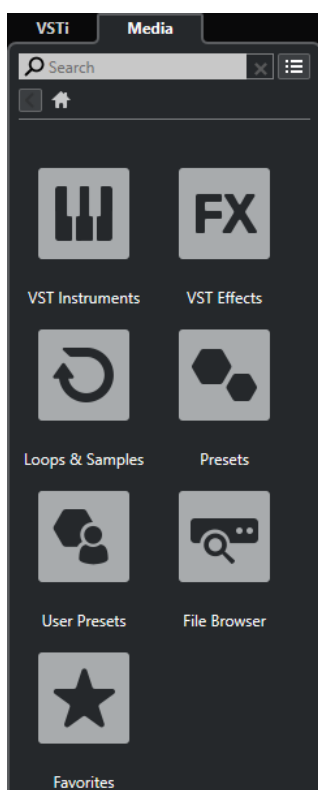 VSTi Media
Search
VST Instruments VST Effects
FX
Loops & Samples Presets
User Presets File Browser
Favorites